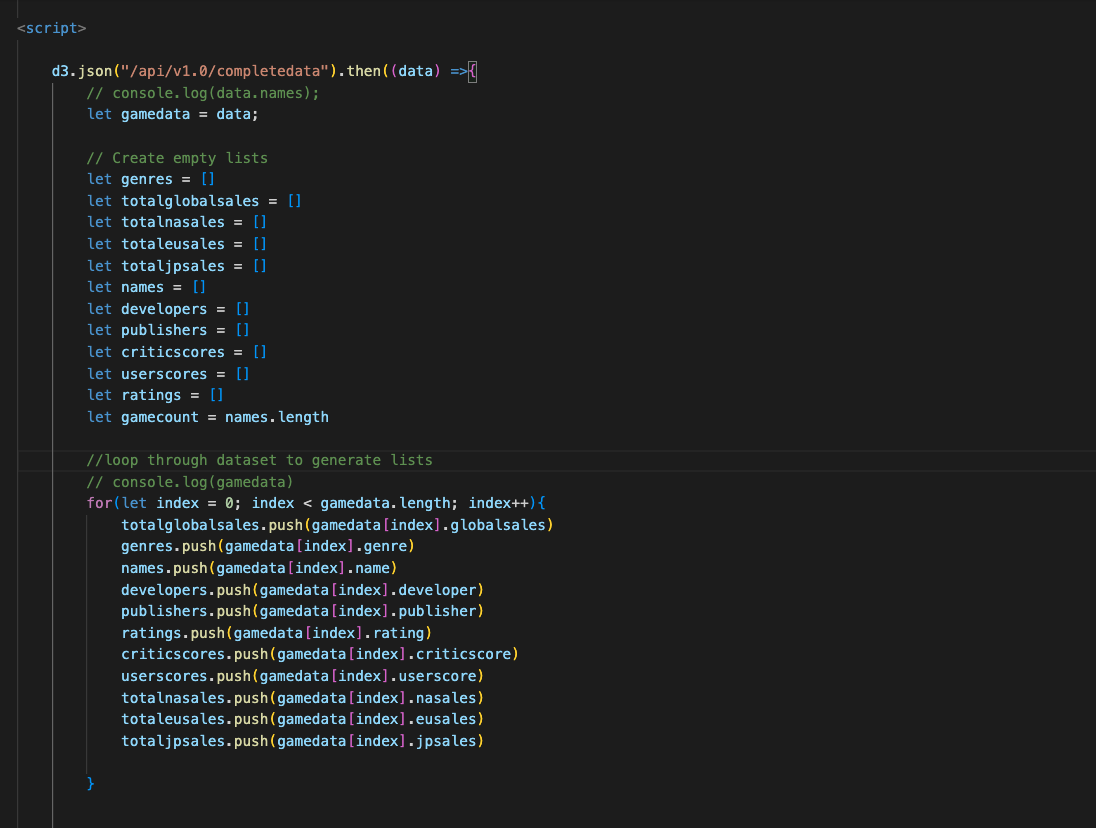 <script>
d3.json("/api/v1.0/completedata").then((data) =>{
// console.log(data.names);
let gamedata = data;
// Create empty lists
let genres = []
let totalglobalsales = []
let totalnasales = []
let totaleusales = []
let totaljpsales = []
let names = []
let developers = []
let publishers = []
let criticscores = []
let userscores = []
let ratings = []
let gamecount = names.length
//loop through dataset to generate lists
// console.log(gamedata)
for(let index = 0; index < gamedata.length; index++){
totalglobalsales.push(gamedata[index].globalsales)
genres.push(gamedata[index].genre)
names.push(gamedata[index].name)
developers.push(gamedata[index].developer)
publishers.push(gamedata[index].publisher)
ratings.push(gamedata[index].rating)
criticscores.push(gamedata[index].criticscore)
userscores.push(gamedata[index].userscore)
totalnasales.push(gamedata[index].nasales)
totaleusales.push(gamedata[index].eusales)
totaljpsales.push(gamedata[index].jpsales)
}